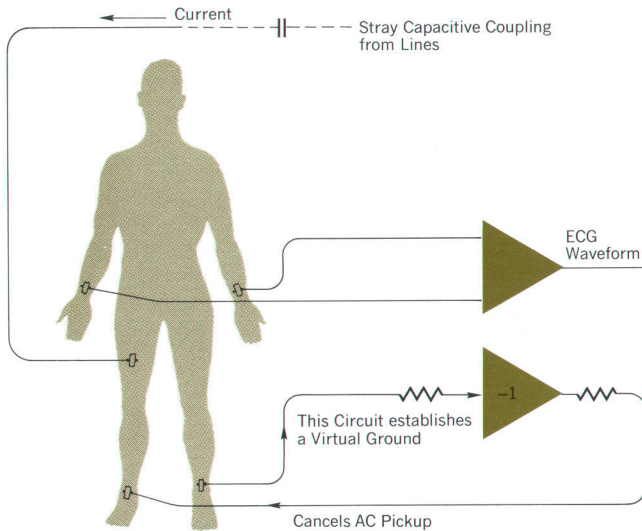 Current
Stray Capacitive Coupling
from Lines
ECG
Waveform
-1
This Circuit establishes
a Virtual Ground
Cancels AC Pickup